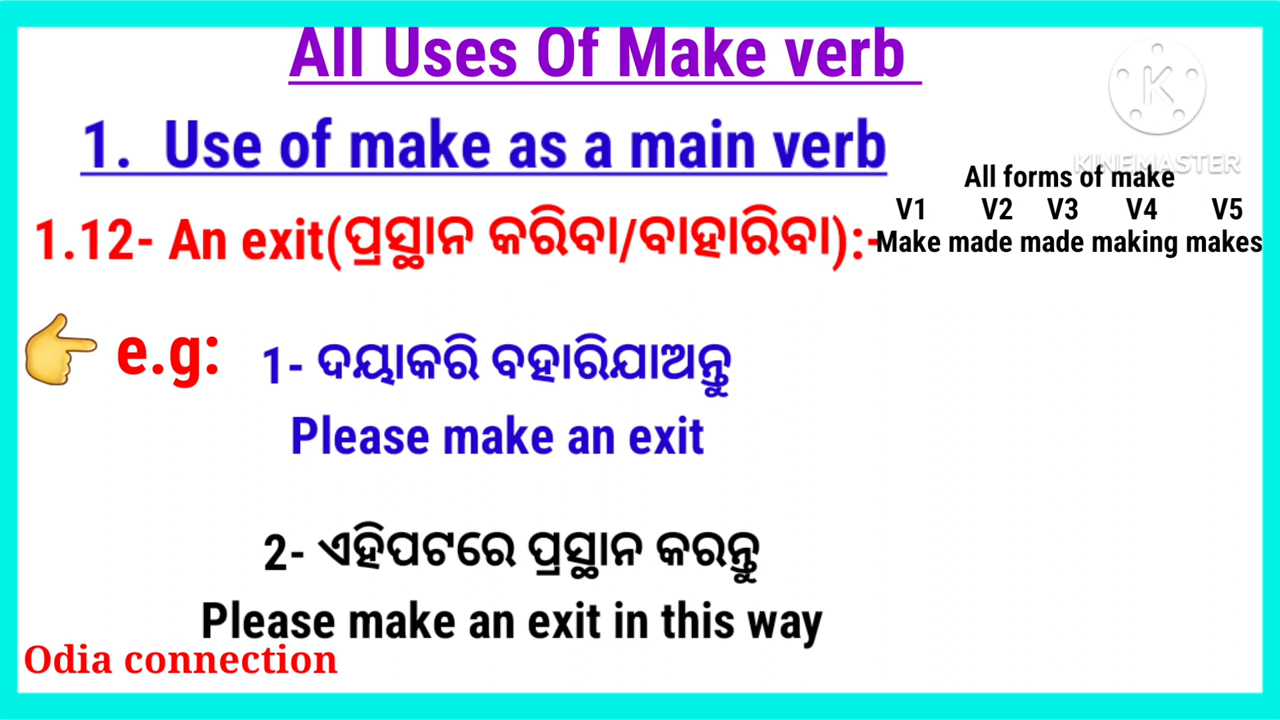 All Uses Of Make verb
1. Use of make as a main verb
KINEMASTER
All forms of make
V1 V2 V3 V4 V5
Make made made making makes
1.12- An exit(ପ୍ରସ୍ଥାନ କରିବା/ବାହାରିବା):-
e.g:
1- ଦୟାକରି ବହାରିଯାଅନ୍ତୁ
Please make an exit
2- ଏହିପଟରେ ପ୍ରସ୍ଥାନ କରନ୍ତୁ
Please make an exit in this way
Odia connection